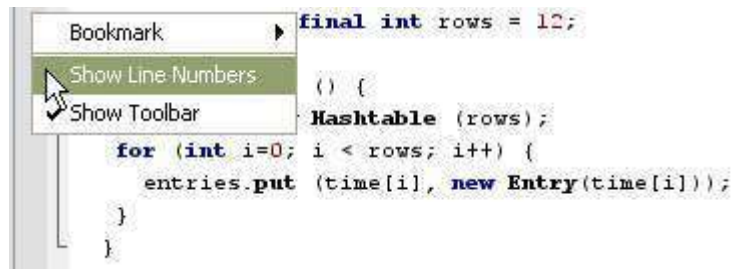 final int rows = 12;
Bookmark
Show Line Numbers
() {
Show Toolbar
Hashtable (rows);
for (int i=0; i < rows; i++) {
entries.put (time[i], new Entry(time[i]));
}
}